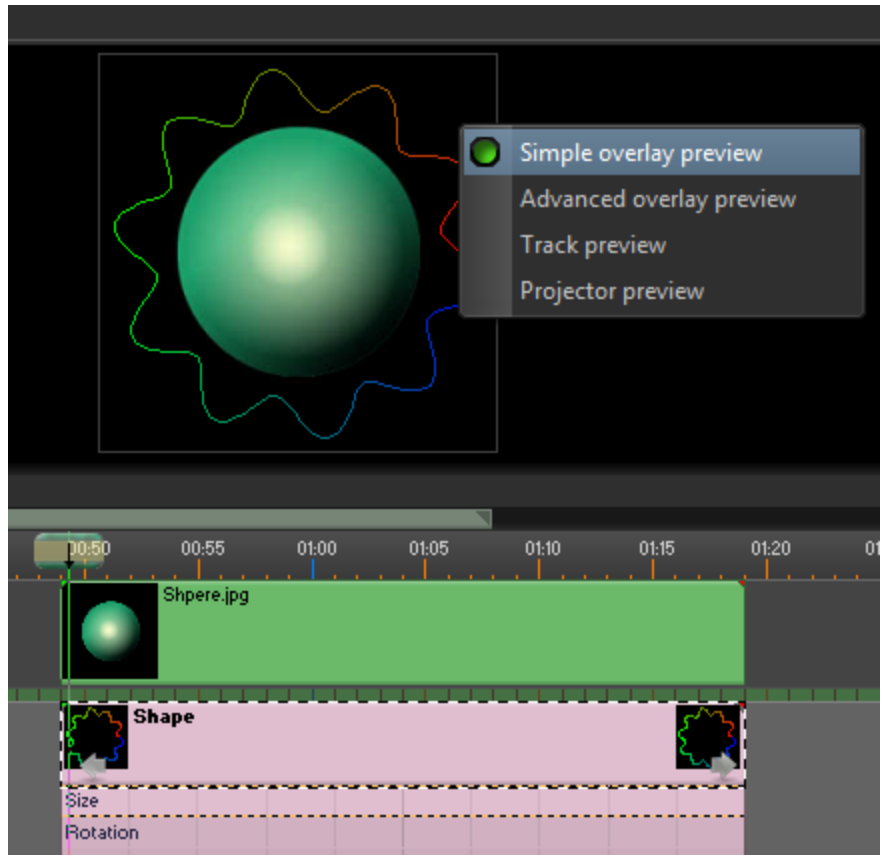 Simple overlay preview
Advanced overlay preview
Track preview
Projector preview
00:50 00:55 01:00 01:05 01:10 01:15 01:20 01
Shpere.jpg
Shape
Size
Rotation